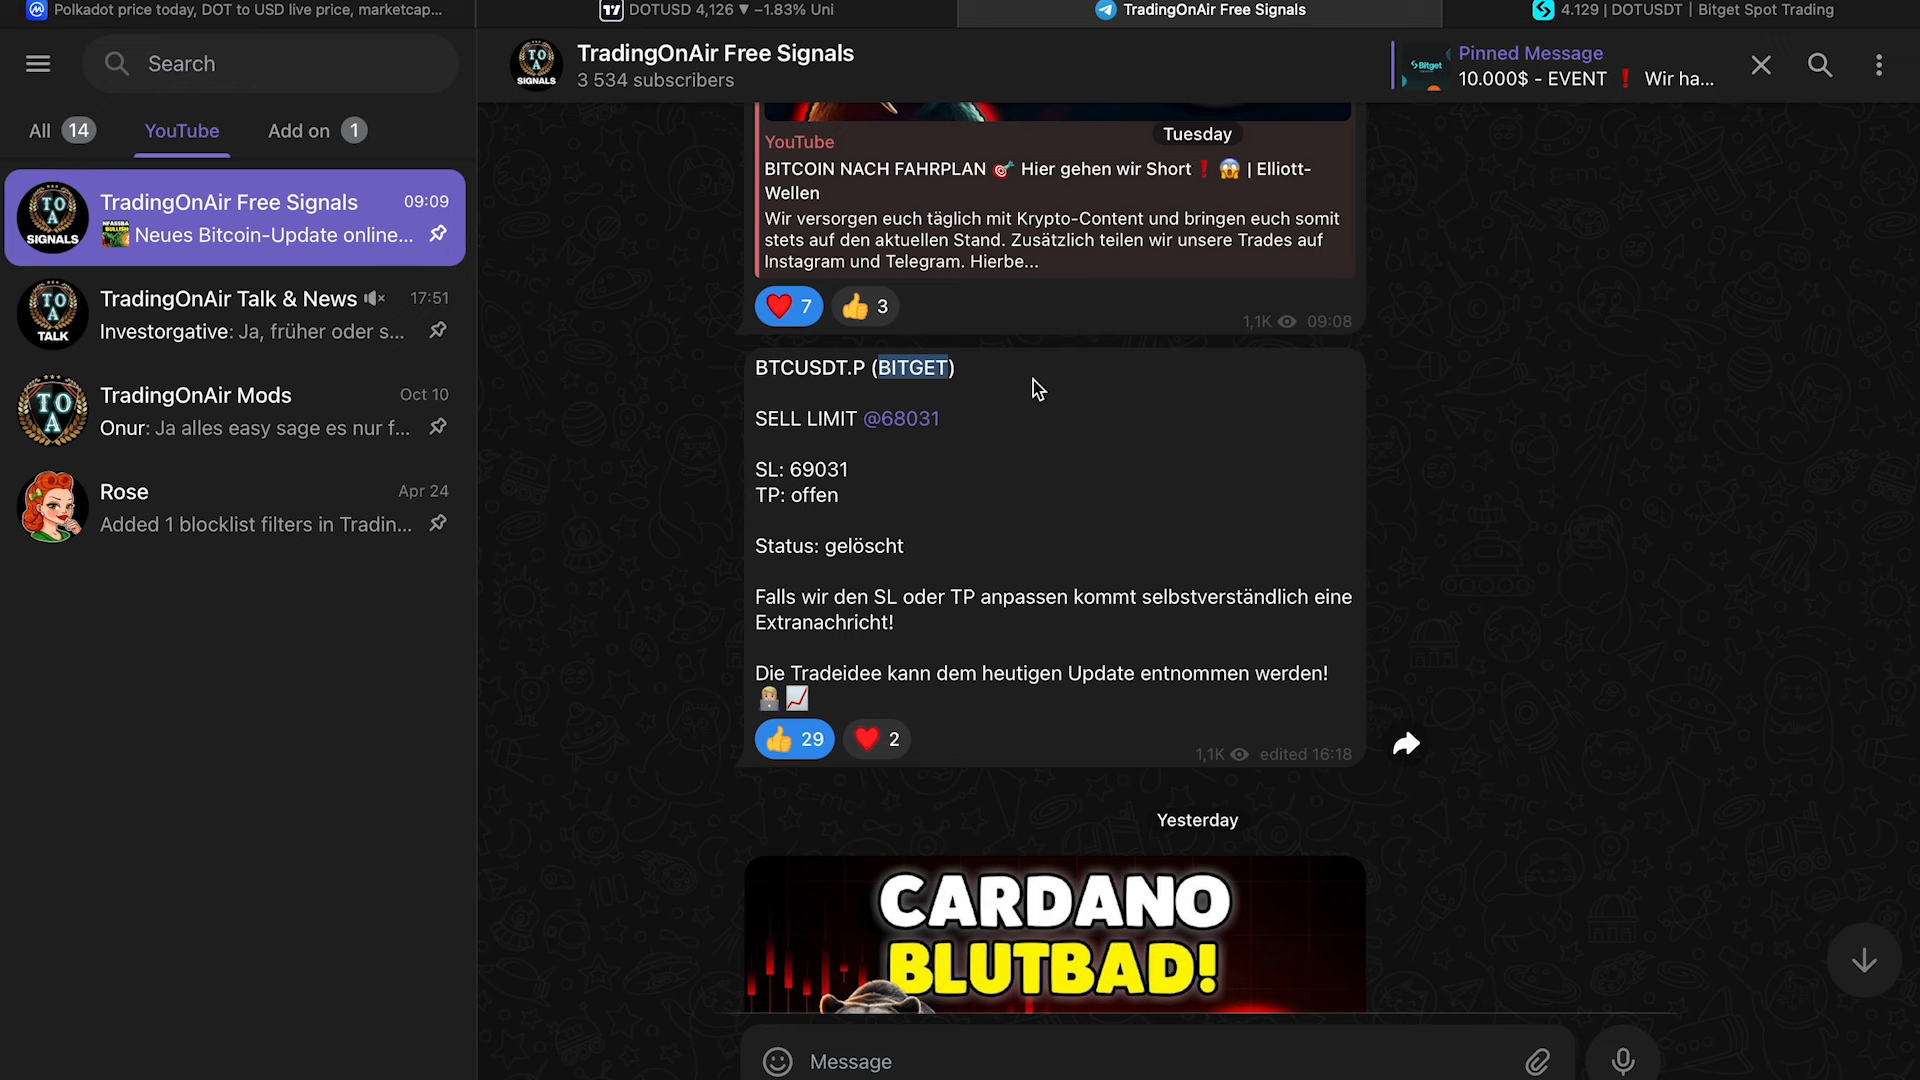 Polkadot price today, DOT to USD live price, marketcap...
DOTUSD 4,126 ▼ −1.83% Uni
TradingOnAir Free Signals
4.129 | DOTUSDT | Bitget Spot Trading
Search
TOA
SIGNALS
TradingOnAir Free Signals
3 534 subscribers
Bitget
Pinned Message
10.000$ - EVENT ❗ Wir ha...
All 14
YouTube
Add on 1
TOA
SIGNALS
TradingOnAir Free Signals 09:09
Neues Bitcoin-Update online...
TOA
TALK
TradingOnAir Talk & News 17:51
Investorgative: Ja, früher oder s...
TOA
TradingOnAir Mods Oct 10
Onur: Ja alles easy sage es nur f...
Rose Apr 24
Added 1 blocklist filters in Tradin...
Tuesday
YouTube
BITCOIN NACH FAHRPLAN 🎯 Hier gehen wir Short❗😱 | Elliott-
Wellen
Wir versorgen euch täglich mit Krypto-Content und bringen euch somit
stets auf den aktuellen Stand. Zusätzlich teilen wir unsere Trades auf
Instagram und Telegram. Hierbe...
❤️ 7 👍 3
1,1K 09:08
BTCUSDT.P (BITGET)
SELL LIMIT @68031
SL: 69031
TP: offen
Status: gelöscht
Falls wir den SL oder TP anpassen kommt selbstverständlich eine
Extranachricht!
Die Tradeidee kann dem heutigen Update entnommen werden!
👨🏼‍💻📈
👍 29 ❤️ 2
1,1K edited 16:18
Yesterday
CARDANO
BLUTBAD!
Message